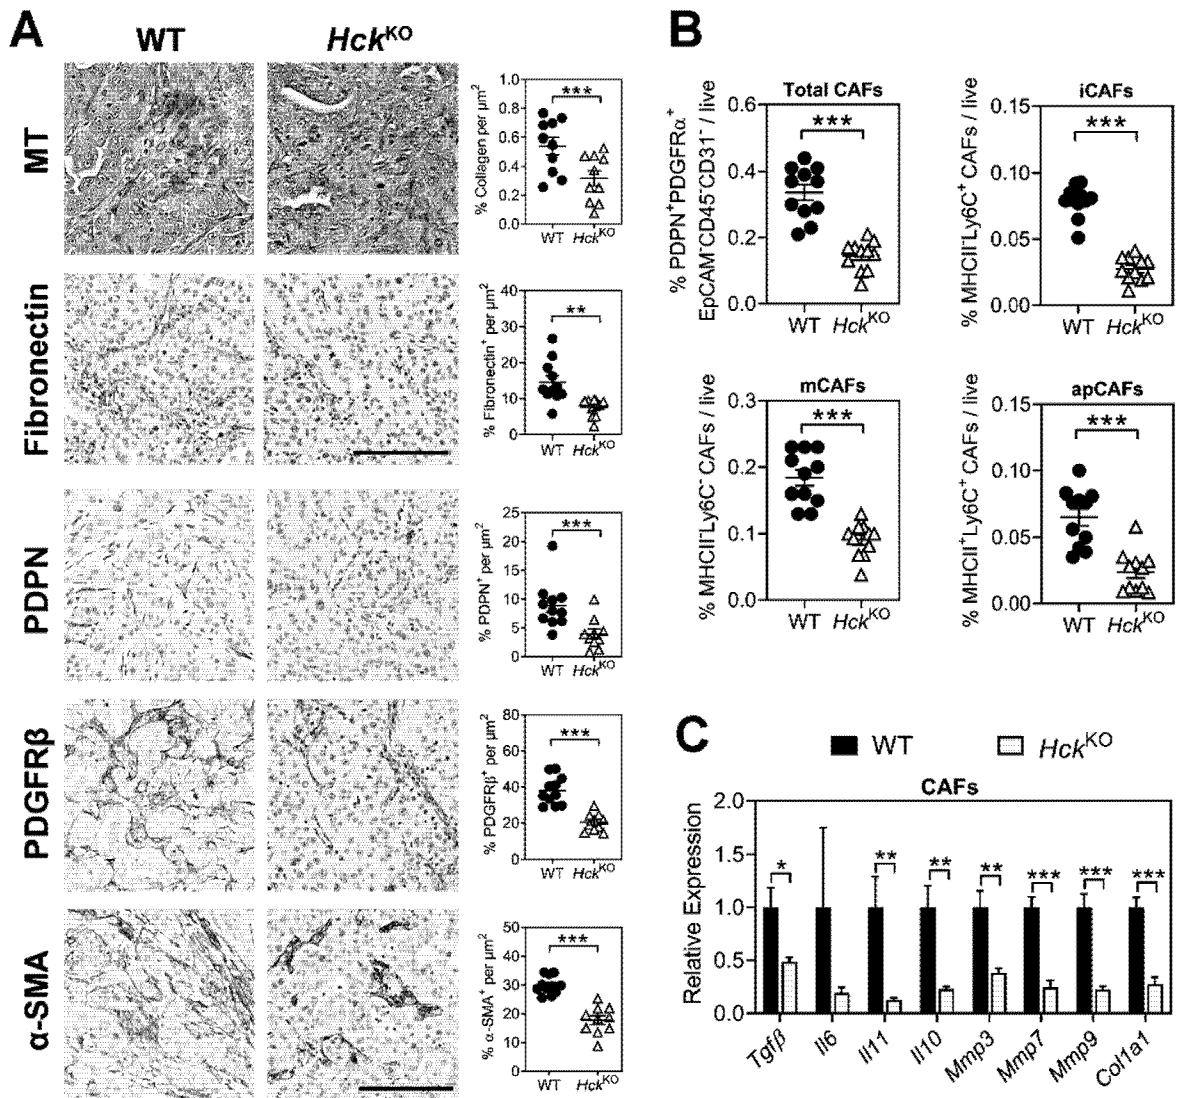 A
WT
Hck^KO
MT
% Collagen per µm²
1.0
0.8
0.6
0.4
0.2
0.0
***
WT
Hck^KO
Fibronectin
% Fibronectin⁺ per µm²
40
30
20
10
0
**
WT
Hck^KO
PDPN
% PDPN⁺ per µm²
25
20
15
10
5
0
***
WT
Hck^KO
PDGFRβ
% PDGFRβ⁺ per µm²
80
60
40
20
0
***
WT
Hck^KO
α-SMA
% α-SMA⁺ per µm²
50
40
30
20
10
0
***
WT
Hck^KO
B
Total CAFs
% PDPN⁺PDGFRα⁺
EpCAM⁻CD45⁻CD31⁻ / live
0.6
0.4
0.2
0.0
***
WT
Hck^KO
iCAFs
% MHCII⁻Ly6C⁺ CAFs / live
0.15
0.10
0.05
0.00
***
WT
Hck^KO
mCAFs
% MHCII⁻Ly6C⁻ CAFs / live
0.3
0.2
0.1
0.0
***
WT
Hck^KO
apCAFs
% MHCII⁺Ly6C⁺ CAFs / live
0.15
0.10
0.05
0.00
***
WT
Hck^KO
C
WT
Hck^KO
CAFs
Relative Expression
2.0
1.5
1.0
0.5
0.0
*
**
**
**
***
***
***
Tgfβ
Il6
Il11
Il10
Mmp3
Mmp7
Mmp9
Col1a1